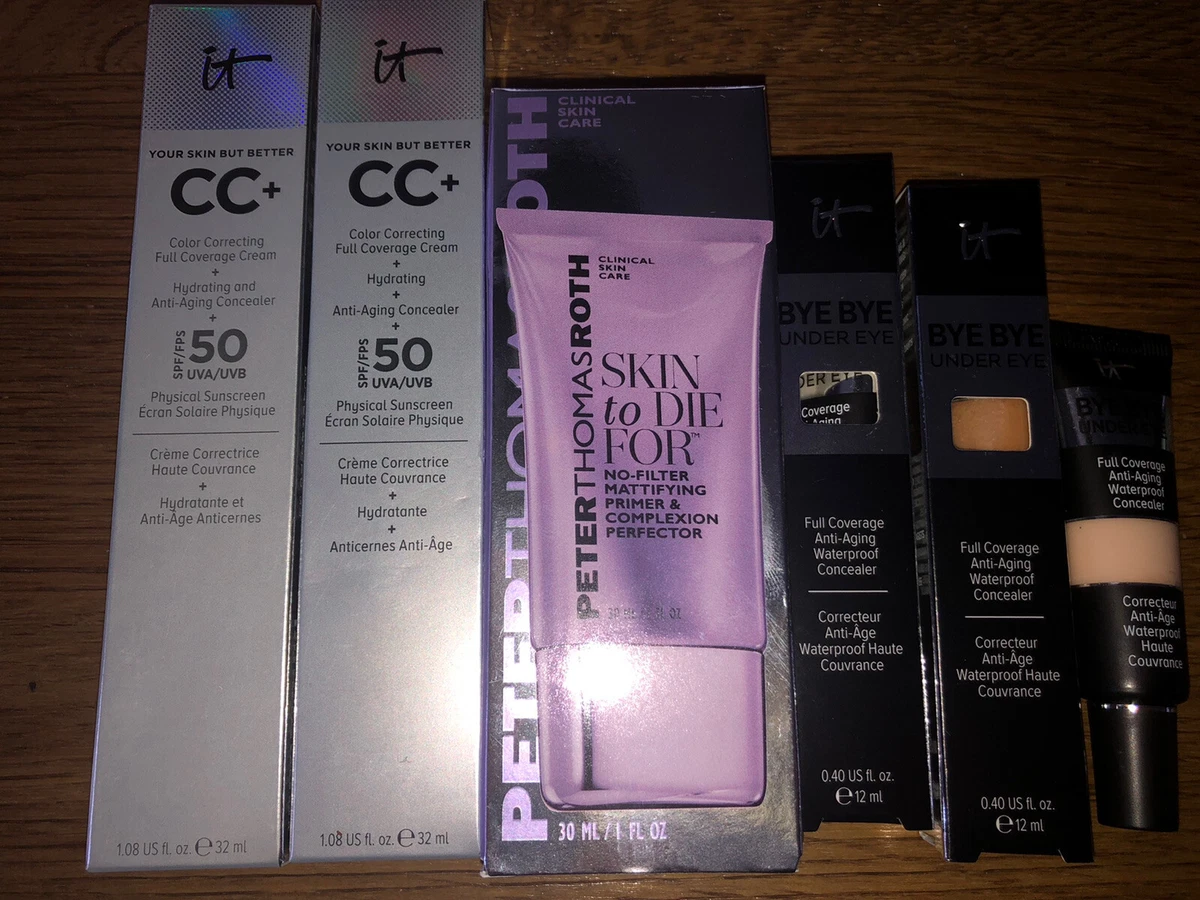 it
YOUR SKIN BUT BETTER
CC+
Color Correcting
Full Coverage Cream
+
Hydrating and
Anti-Aging Concealer
+
SPF/FPS
50
UVA/UVB
Physical Sunscreen
Écran Solaire Physique
Crème Correctrice
Haute Couvrance
+
Hydratante et
Anti-Âge Anticernes
1.08 US fl. oz. ℮ 32 ml
it
YOUR SKIN BUT BETTER
CC+
Color Correcting
Full Coverage Cream
+
Hydrating
+
Anti-Aging Concealer
+
SPF/FPS
50
UVA/UVB
Physical Sunscreen
Écran Solaire Physique
Crème Correctrice
Haute Couvrance
+
Hydratante
+
Anticernes Anti-Âge
1.08 US fl. oz. ℮ 32 ml
CLINICAL
SKIN
CARE
PETERTHOMASROTH
CLINICAL
SKIN
CARE
PETERTHOMASROTH
SKIN
to DIE
FOR™
NO-FILTER
MATTIFYING
PRIMER &
COMPLEXION
PERFECTOR
30 ML / 1 FL OZ
it
BYE BYE
UNDER EYE
DER EYE
Coverage
Aging
Full Coverage
Anti-Aging
Waterproof
Concealer
Correcteur
Anti-Âge
Waterproof Haute
Couvrance
0.40 US fl. oz.
℮ 12 ml
it
BYE BYE
UNDER EYE
Full Coverage
Anti-Aging
Waterproof
Concealer
Correcteur
Anti-Âge
Waterproof Haute
Couvrance
0.40 US fl. oz.
℮ 12 ml
it
BYE BYE
UNDER EYE
Full Coverage
Anti-Aging
Waterproof
Concealer
Correcteur
Anti-Âge
Waterproof
Haute
Couvrance